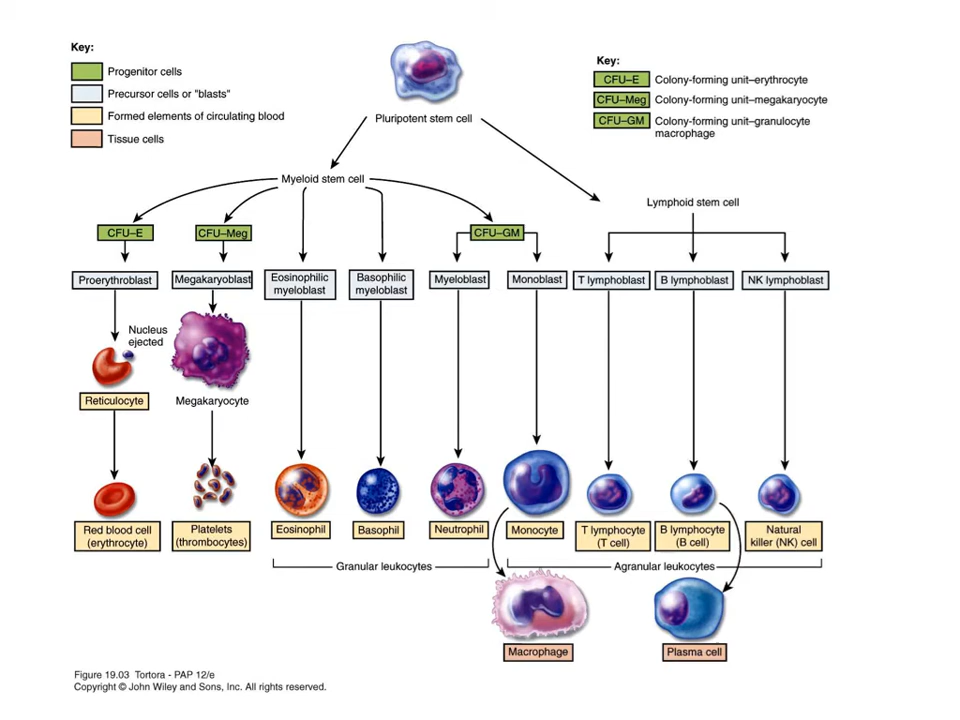 Key:
Progenitor cells
Precursor cells or "blasts"
Formed elements of circulating blood
Tissue cells
Pluripotent stem cell
Key:
CFU–E Colony-forming unit–erythrocyte
CFU–Meg Colony-forming unit–megakaryocyte
CFU–GM Colony-forming unit–granulocyte
macrophage
Myeloid stem cell
Lymphoid stem cell
CFU–E
CFU–Meg
CFU–GM
Proerythroblast
Megakaryoblast
Eosinophilic
myeloblast
Basophilic
myeloblast
Myeloblast
Monoblast
T lymphoblast
B lymphoblast
NK lymphoblast
Nucleus
ejected
Reticulocyte
Megakaryocyte
Red blood cell
(erythrocyte)
Platelets
(thrombocytes)
Eosinophil
Basophil
Neutrophil
Monocyte
T lymphocyte
(T cell)
B lymphocyte
(B cell)
Natural
killer (NK) cell
Granular leukocytes
Agranular leukocytes
Macrophage
Plasma cell
Figure 19.03 Tortora - PAP 12/e
Copyright © John Wiley and Sons, Inc. All rights reserved.